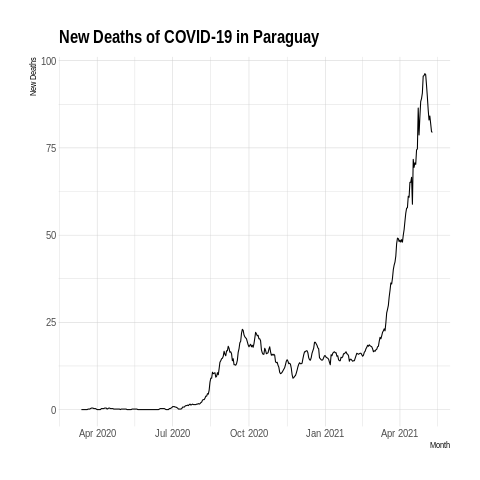 New Deaths of COVID-19 in Paraguay
New Deaths
100
75
50
25
0
Apr 2020 Jul 2020 Oct 2020 Jan 2021 Apr 2021
Month